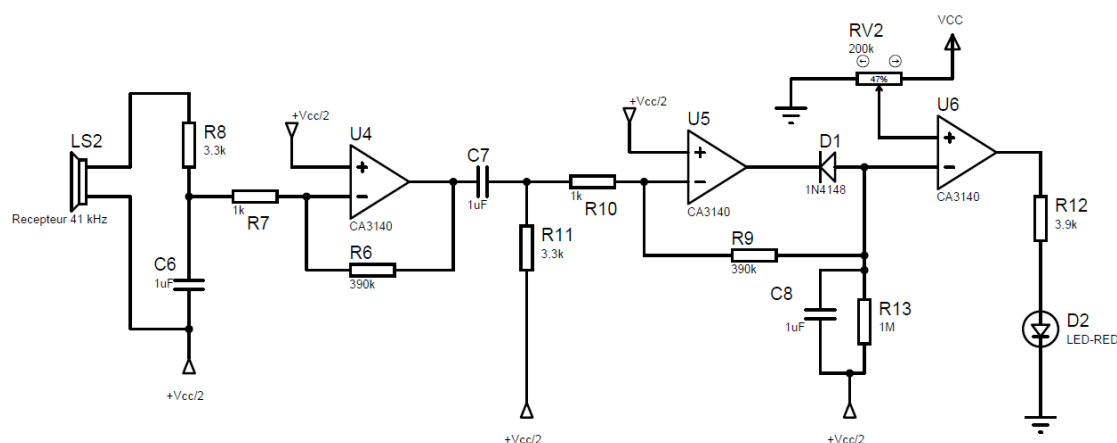 LS2
Recepteur 41 kHz
R8
3.3k
C6
1uF
+Vcc/2
R7
1k
+Vcc/2
U4
+
−
CA3140
R6
390k
C7
1uF
R11
3.3k
+Vcc/2
R10
1k
+Vcc/2
U5
+
−
CA3140
R9
390k
D1
1N4148
C8
1uF
R13
1M
+Vcc/2
RV2
200k
47%
VCC
U6
+
−
CA3140
R12
3.9k
D2
LED-RED